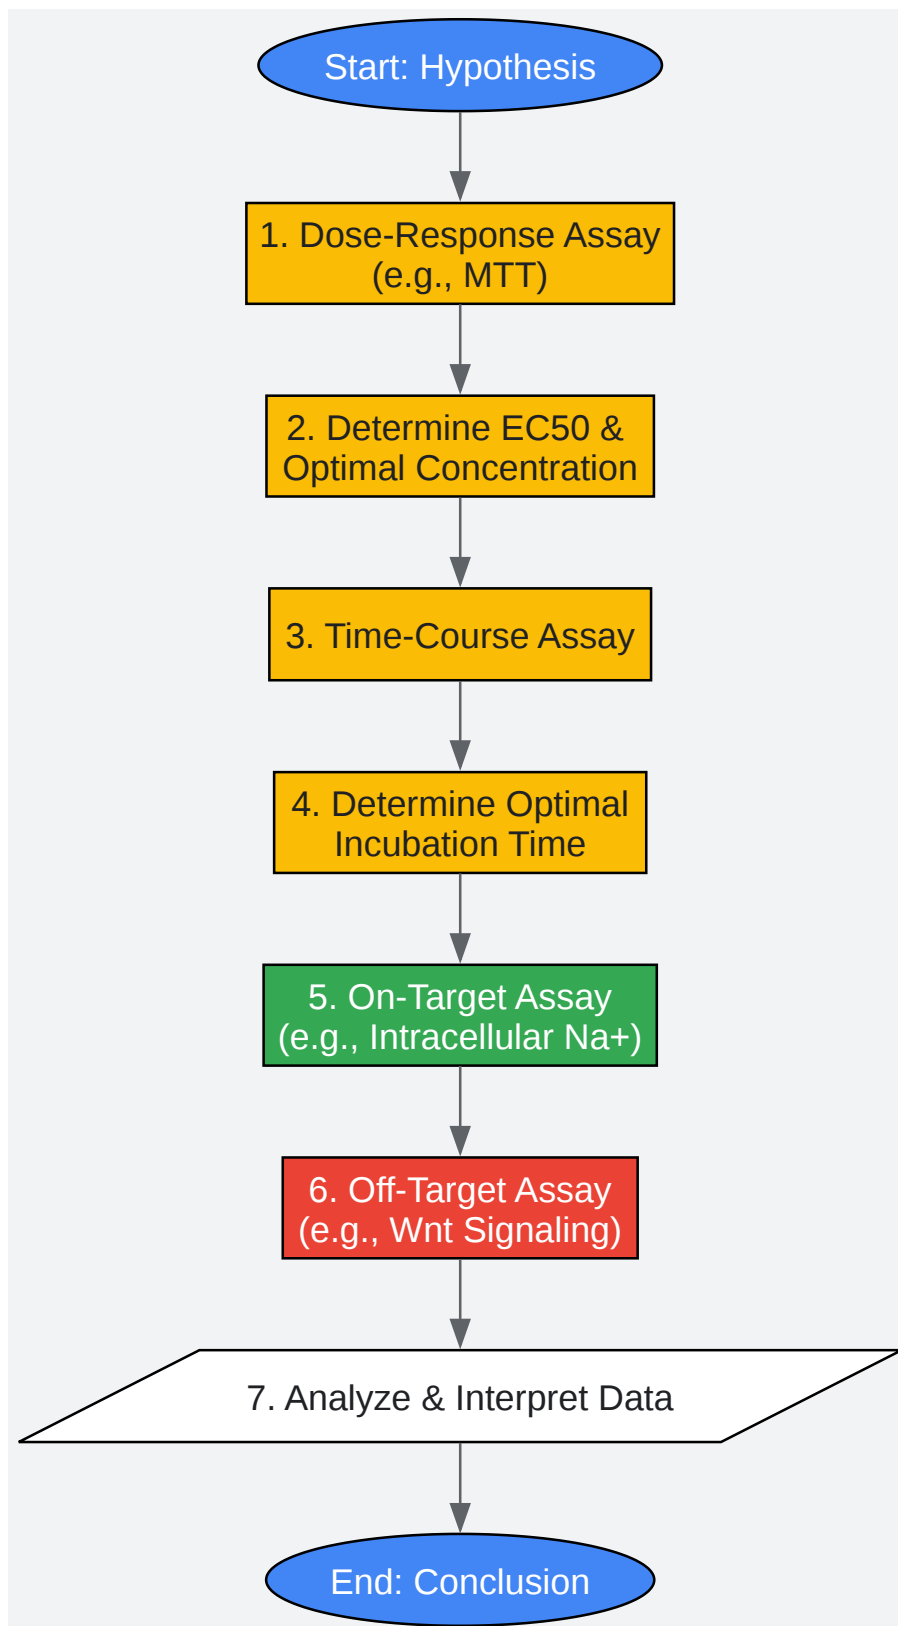 Start: Hypothesis
1. Dose-Response Assay
(e.g., MTT)
2. Determine EC50 &
Optimal Concentration
3. Time-Course Assay
4. Determine Optimal
Incubation Time
5. On-Target Assay
(e.g., Intracellular Na+)
6. Off-Target Assay
(e.g., Wnt Signaling)
7. Analyze & Interpret Data
End: Conclusion